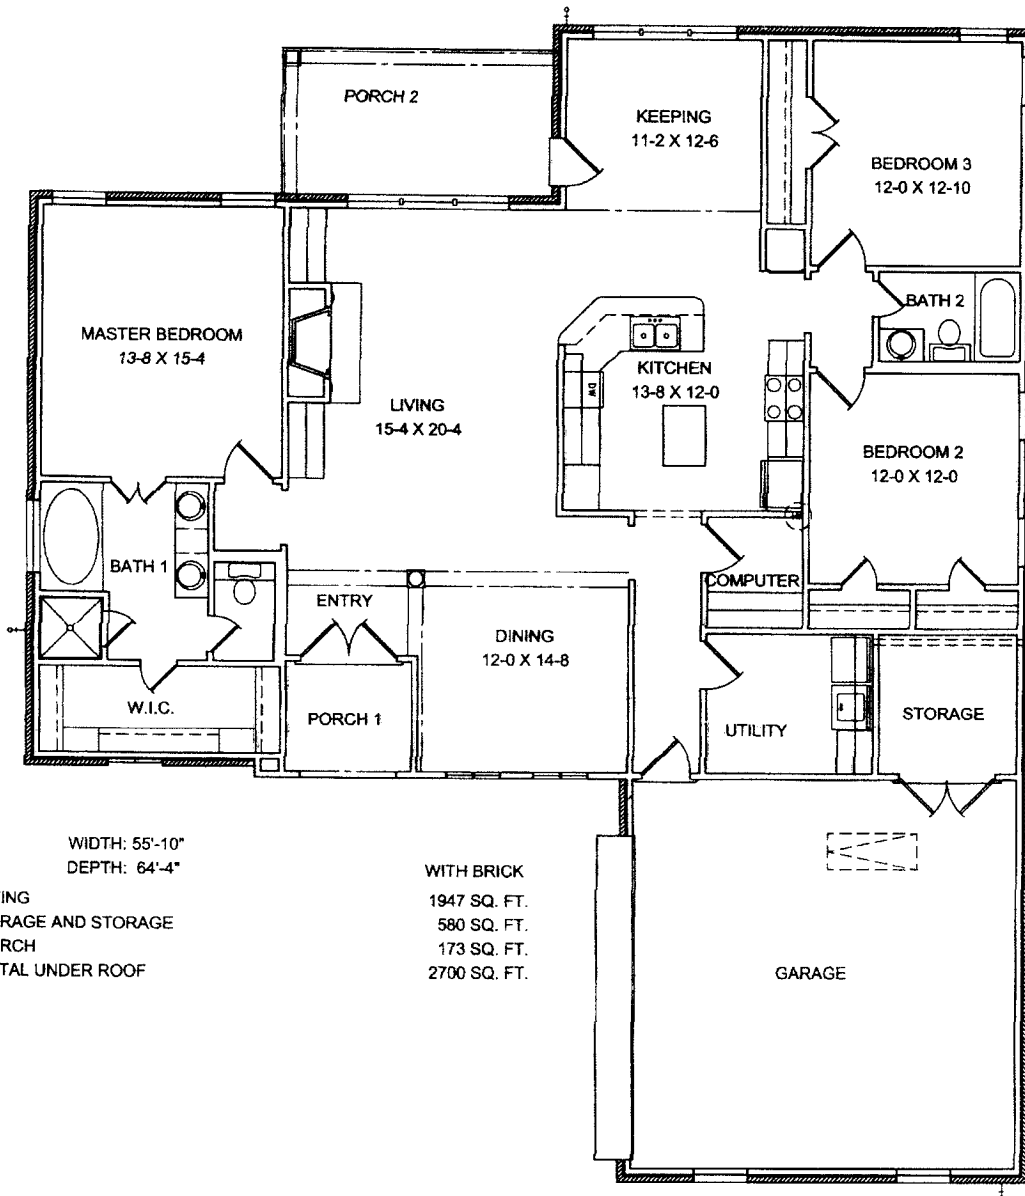 PORCH 2
KEEPING
11-2 X 12-6
BEDROOM 3
12-0 X 12-10
BATH 2
MASTER BEDROOM
13-8 X 15-4
KITCHEN
13-8 X 12-0
DW
LIVING
15-4 X 20-4
BEDROOM 2
12-0 X 12-0
BATH 1
COMPUTER
ENTRY
DINING
12-0 X 14-8
W.I.C.
PORCH 1
UTILITY
STORAGE
WIDTH: 55'-10"
DEPTH: 64'-4"
WITH BRICK
ING 1947 SQ. FT.
RAGE AND STORAGE 580 SQ. FT.
RCH 173 SQ. FT.
TAL UNDER ROOF 2700 SQ. FT.
GARAGE